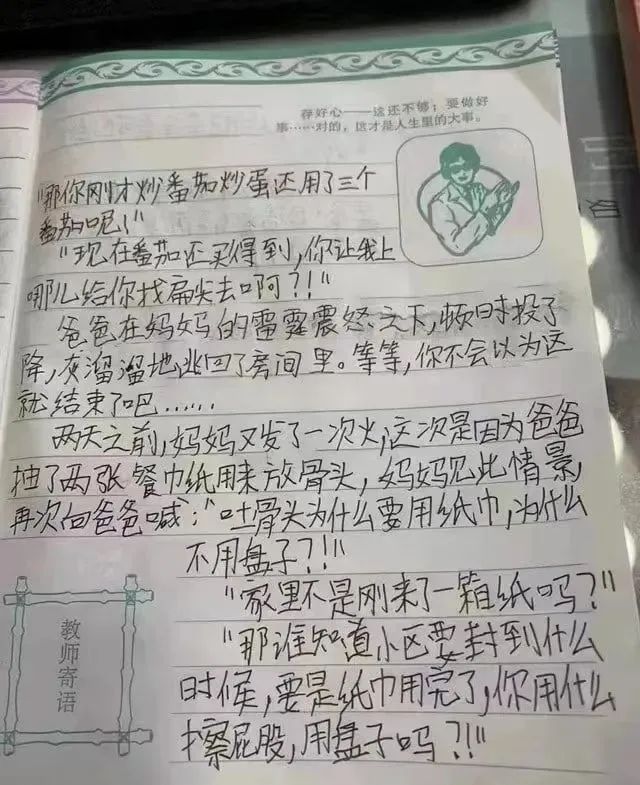 存好心——这还不够；要做好
事……对的，这才是人生里的大事。
"那你刚才炒番茄炒蛋还用了三个
番茄呢！"
"现在番茄还买得到，你让我上
哪儿给你找扁尖去啊？！"
爸爸在妈妈的雷霆震怒之下，顿时投了
降，灰溜溜地逃回了房间里。等等，你不会以为这
就结束了吧……
两天之前，妈妈又发了一次火，这次是因为爸爸
抽了两张餐巾纸用来放骨头，妈妈见此情景，
再次向爸爸喊："吐骨头为什么要用纸巾，为什么
不用盘子？！"
"家里不是刚来了一箱纸吗？"
"那谁知道小区要封到什么
时候，要是纸巾用完了，你用什么
擦屁股，用盘子吗？！"
教师寄语